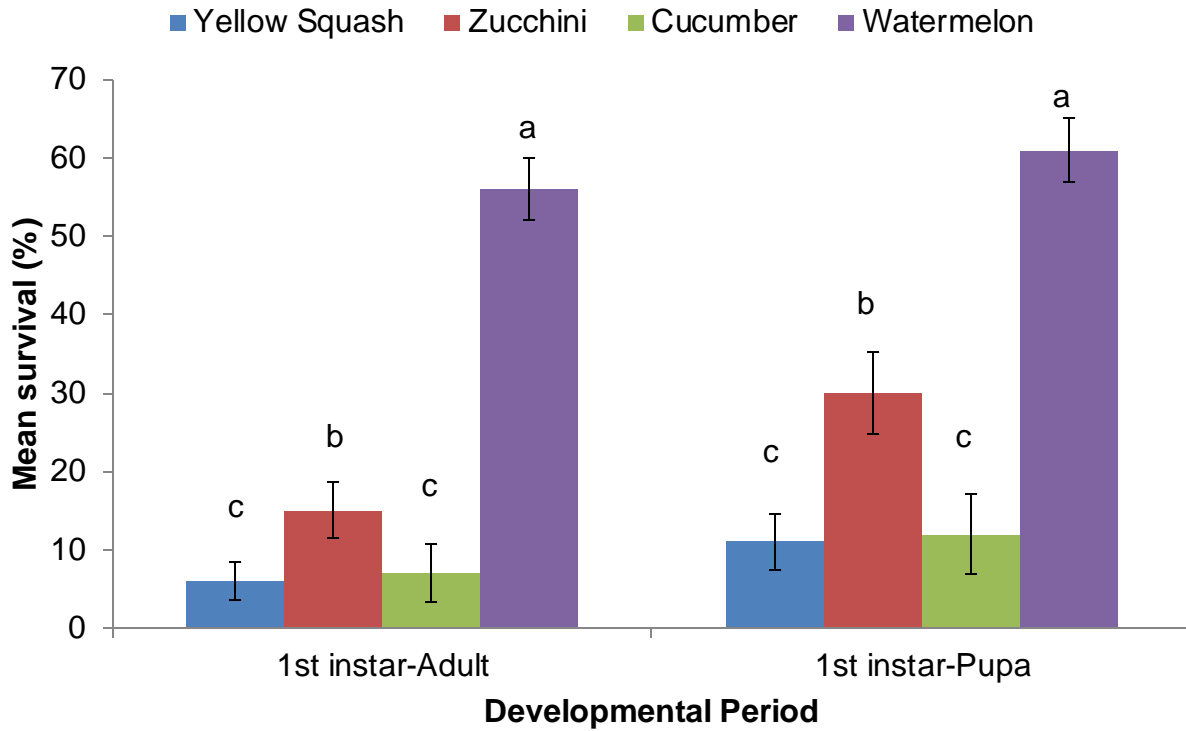 Yellow Squash Zucchini Cucumber Watermelon
70
60
50
40
30
20
10
0
Mean survival (%)
c b c a
c b c a
1st instar-Adult 1st instar-Pupa
Developmental Period